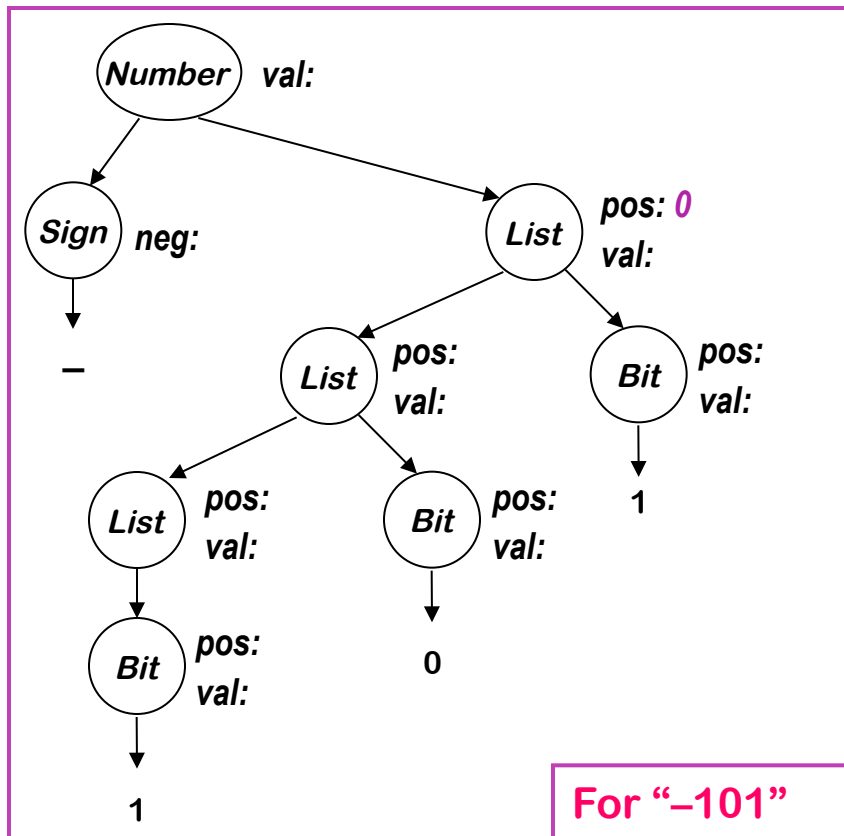 Number val:
Sign neg:
List pos: 0
val:
–
List pos:
val:
Bit pos:
val:
List pos:
val:
Bit pos:
val:
1
Bit pos:
val:
0
1
For “–101”